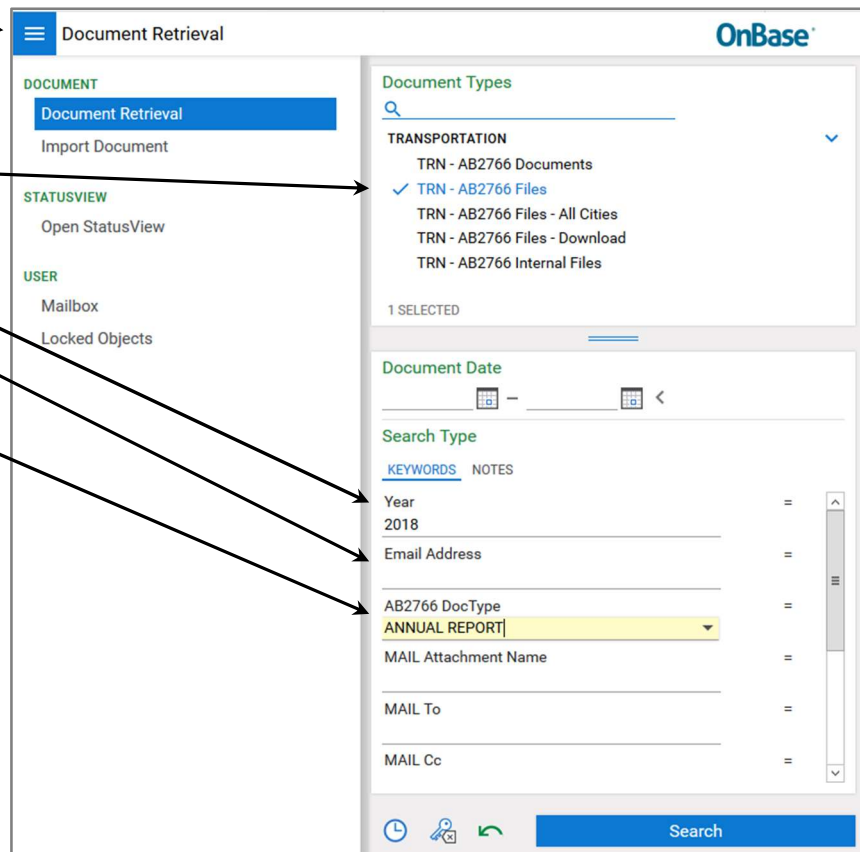 Document Retrieval
OnBase
DOCUMENT
Document Retrieval
Import Document
STATUSVIEW
Open StatusView
USER
Mailbox
Locked Objects
Document Types
TRANSPORTATION
TRN - AB2766 Documents
TRN - AB2766 Files
TRN - AB2766 Files - All Cities
TRN - AB2766 Files - Download
TRN - AB2766 Internal Files
1 SELECTED
Document Date
–
Search Type
KEYWORDS NOTES
Year =
2018
Email Address =
AB2766 DocType =
ANNUAL REPORT
MAIL Attachment Name =
MAIL To =
MAIL Cc =
Search